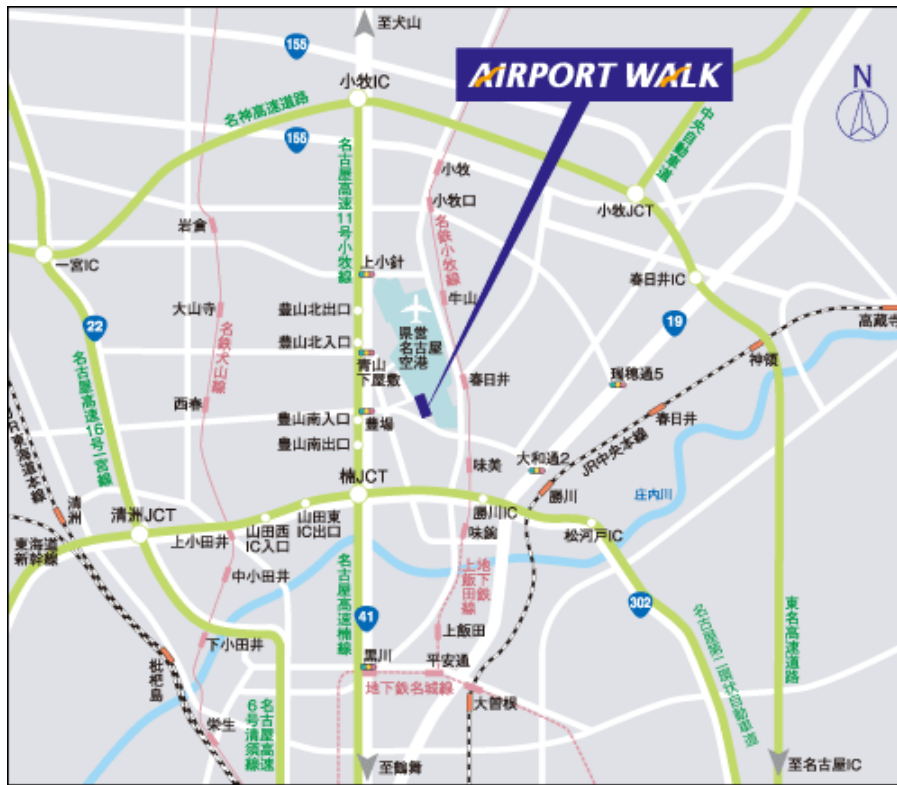 至犬山
155
小牧IC
AIRPORT WALK
N
名神高速道路
155
中央自動車道
名古屋高速11号小牧線
小牧
小牧口
小牧JCT
岩倉
名鉄小牧線
一宮IC
上小針
春日井IC
牛山
大山寺
豊山北出口
県営
名古屋
空港
22
19
高蔵寺
名鉄犬山線
豊山北入口
青山
下屋敷
神領
名古屋高速16号一宮線
瑞穂通5
春日井
西春
豊山南入口
豊場
春日井
豊山南出口
JR東海道本線
味美
大和通2
JR中央本線
楠JCT
勝川
庄内川
清洲
清洲JCT
山田東
IC出口
勝川IC
山田西
IC入口
味鋺
松河戸IC
東海道
新幹線
上小田井
中小田井
地下鉄
上飯田線
名古屋高速楠線
302
東名高速道路
41
上飯田
名古屋第二環状自動車道
下小田井
黒川
平安通
枇杷島
地下鉄名城線
大曽根
名古屋高速
6号清須線
栄生
至鶴舞
至名古屋IC